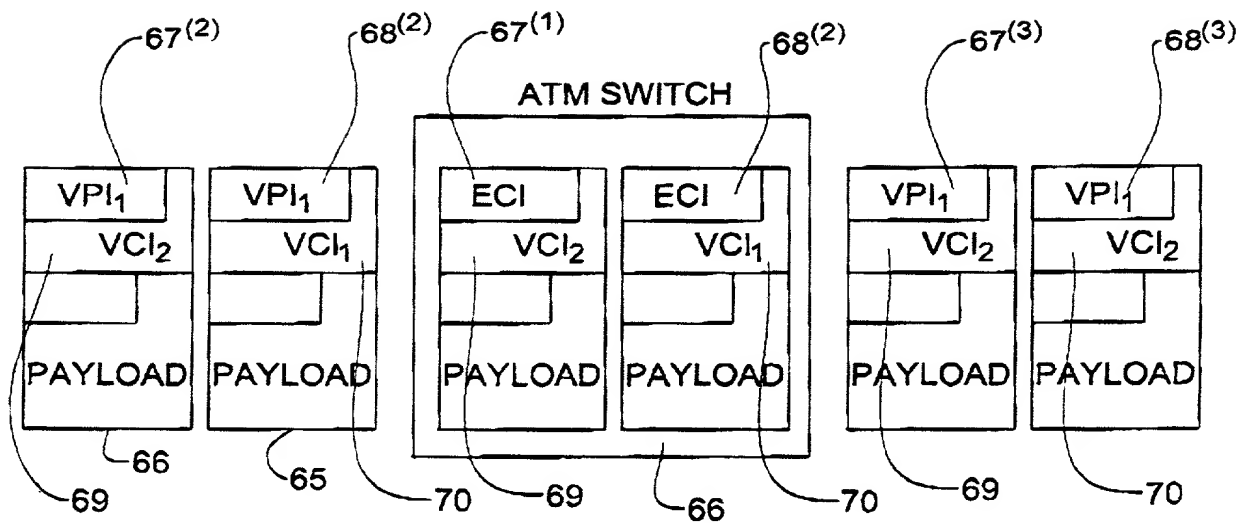 67(2) 68(2) 67(1) 68(2) 67(3) 68(3)
ATM SWITCH
VPI1 VPI1 ECI ECI VPI1 VPI1
VCI2 VCI1 VCI2 VCI1 VCI2 VCI2
PAYLOAD PAYLOAD PAYLOAD PAYLOAD PAYLOAD PAYLOAD
69 66 65 70 69 66 70 69 70